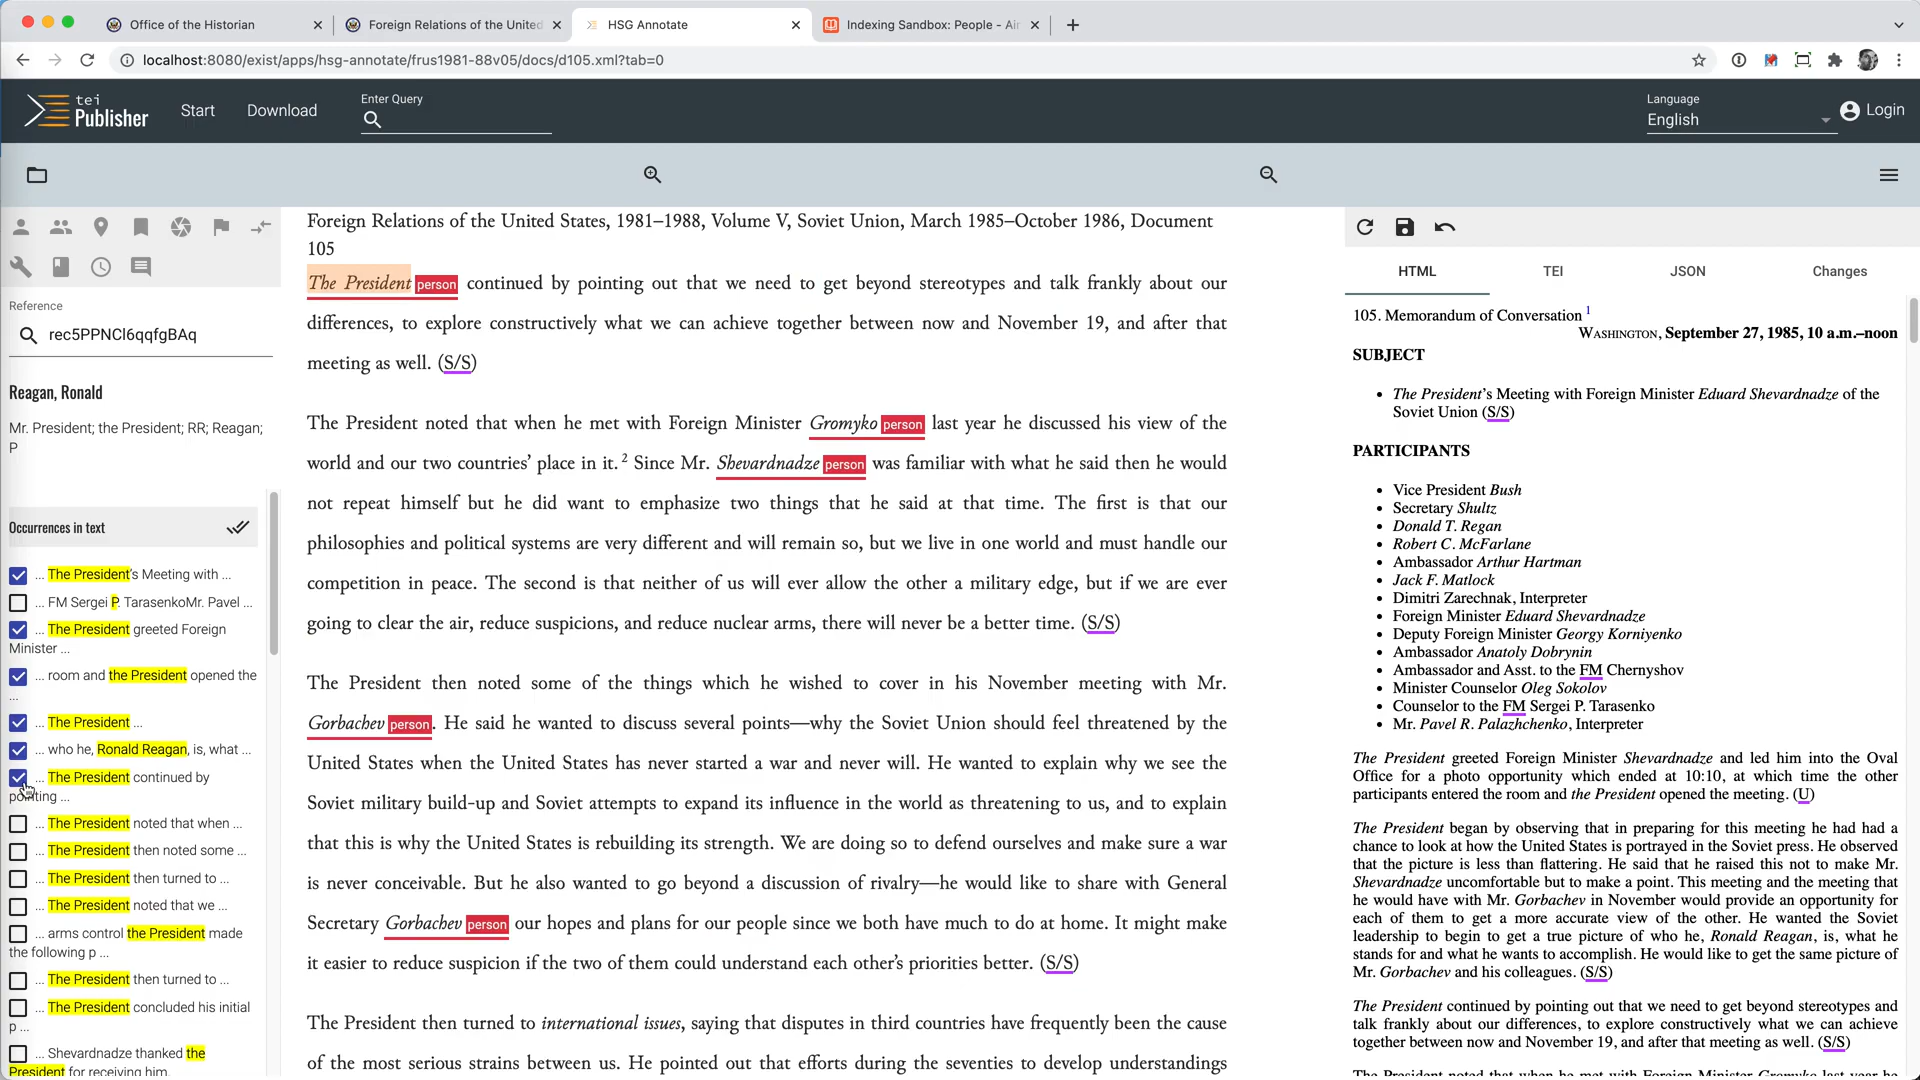 Office of the Historian
Foreign Relations of the United
HSG Annotate
Indexing Sandbox: People - Air
localhost:8080/exist/apps/hsg-annotate/frus1981-88v05/docs/d105.xml?tab=0
tei
Publisher
Start
Download
Enter Query
Language
English
Login
Reference
rec5PPNCl6qqfgBAq
Reagan, Ronald
Mr. President; the President; RR; Reagan;
P
Occurrences in text
... The President's Meeting with ...
... FM Sergei P. TarasenkoMr. Pavel ...
... The President greeted Foreign
Minister ...
... room and the President opened the
...
... The President ...
... who he, Ronald Reagan, is, what ...
... The President continued by
pointing ...
... The President noted that when ...
... The President then noted some ...
... The President then turned to ...
... The President noted that we ...
... arms control the President made
the following p ...
... The President then turned to ...
... The President concluded his initial
p ...
... Shevardnadze thanked the
President for receiving him.
Foreign Relations of the United States, 1981–1988, Volume V, Soviet Union, March 1985–October 1986, Document
105
The President person continued by pointing out that we need to get beyond stereotypes and talk frankly about our
differences, to explore constructively what we can achieve together between now and November 19, and after that
meeting as well. (S/S)
The President noted that when he met with Foreign Minister Gromyko person last year he discussed his view of the
world and our two countries’ place in it. 2 Since Mr. Shevardnadze person was familiar with what he said then he would
not repeat himself but he did want to emphasize two things that he said at that time. The first is that our
philosophies and political systems are very different and will remain so, but we live in one world and must handle our
competition in peace. The second is that neither of us will ever allow the other a military edge, but if we are ever
going to clear the air, reduce suspicions, and reduce nuclear arms, there will never be a better time. (S/S)
The President then noted some of the things which he wished to cover in his November meeting with Mr.
Gorbachev person. He said he wanted to discuss several points—why the Soviet Union should feel threatened by the
United States when the United States has never started a war and never will. He wanted to explain why we see the
Soviet military build-up and Soviet attempts to expand its influence in the world as threatening to us, and to explain
that this is why the United States is rebuilding its strength. We are doing so to defend ourselves and make sure a war
is never conceivable. But he also wanted to go beyond a discussion of rivalry—he would like to share with General
Secretary Gorbachev person our hopes and plans for our people since we both have much to do at home. It might make
it easier to reduce suspicion if the two of them could understand each other’s priorities better. (S/S)
The President then turned to international issues, saying that disputes in third countries have frequently been the cause
of the most serious strains between us. He pointed out that efforts during the seventies to develop understandings
HTML
TEI
JSON
Changes
105. Memorandum of Conversation 1
Washington, September 27, 1985, 10 a.m.–noon
SUBJECT
• The President’s Meeting with Foreign Minister Eduard Shevardnadze of the
Soviet Union (S/S)
PARTICIPANTS
• Vice President Bush
• Secretary Shultz
• Donald T. Regan
• Robert C. McFarlane
• Ambassador Arthur Hartman
• Jack F. Matlock
• Dimitri Zarechnak, Interpreter
• Foreign Minister Eduard Shevardnadze
• Deputy Foreign Minister Georgy Korniyenko
• Ambassador Anatoly Dobrynin
• Ambassador and Asst. to the FM Chernyshov
• Minister Counselor Oleg Sokolov
• Counselor to the FM Sergei P. Tarasenko
• Mr. Pavel R. Palazhchenko, Interpreter
The President greeted Foreign Minister Shevardnadze and led him into the Oval
Office for a photo opportunity which ended at 10:10, at which time the other
participants entered the room and the President opened the meeting. (U)
The President began by observing that in preparing for this meeting he had had a
chance to look at how the United States is portrayed in the Soviet press. He observed
that the picture is less than flattering. He said that he raised this not to make Mr.
Shevardnadze uncomfortable but to make a point. This meeting and the meeting that
he would have with Mr. Gorbachev in November would provide an opportunity for
each of them to get a more accurate view of the other. He wanted the Soviet
leadership to begin to get a true picture of who he, Ronald Reagan, is, what he
stands for and what he wants to accomplish. He would like to get the same picture of
Mr. Gorbachev and his colleagues. (S/S)
The President continued by pointing out that we need to get beyond stereotypes and
talk frankly about our differences, to explore constructively what we can achieve
together between now and November 19, and after that meeting as well. (S/S)
The President noted that when he met with Foreign Minister Gromyko last year he